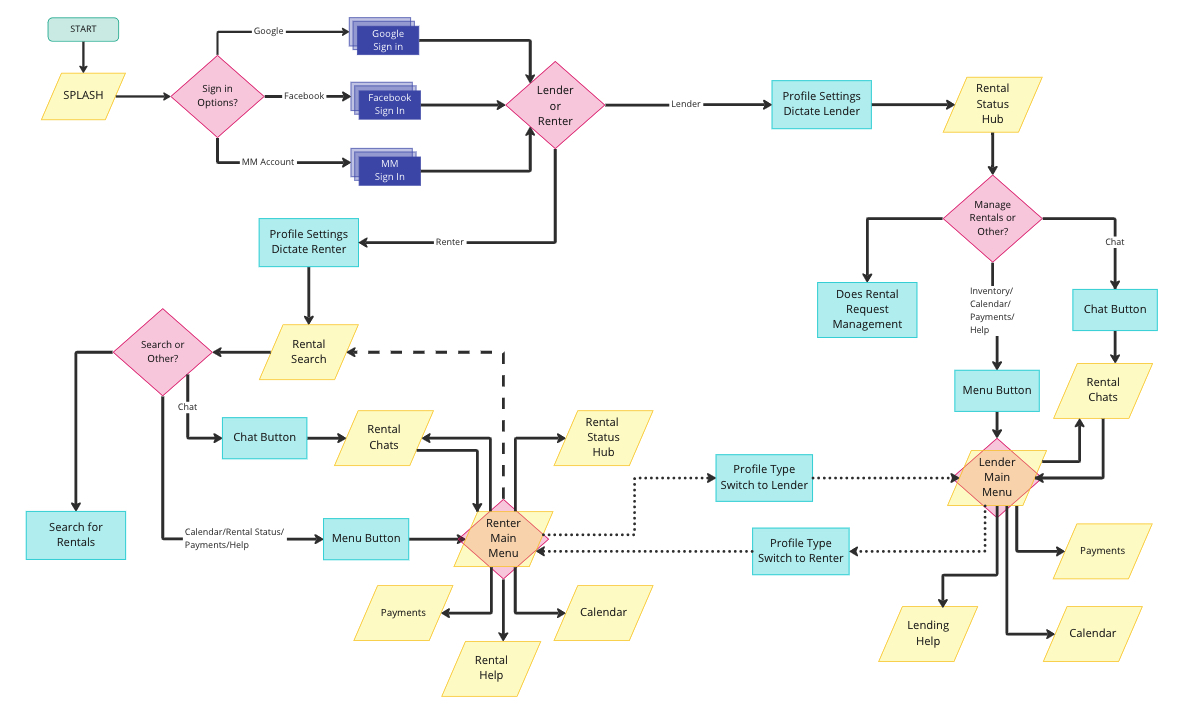 START
SPLASH
Sign in
Options?
Google
Facebook
MM Account
Google
Sign in
Facebook
Sign In
MM
Sign In
Lender
or
Renter
Lender
Profile Settings
Dictate Lender
Rental
Status
Hub
Manage
Rentals or
Other?
Chat
Renter
Profile Settings
Dictate Renter
Does Rental
Request
Management
Inventory/
Calendar/
Payments/
Help
Chat Button
Rental
Search
Search or
Other?
Menu Button
Rental
Chats
Chat
Chat Button
Rental
Chats
Rental
Status
Hub
Profile Type
Switch to Lender
Lender
Main
Menu
Search for
Rentals
Calendar/Rental Status/
Payments/Help
Menu Button
Renter
Main
Menu
Profile Type
Switch to Renter
Payments
Payments
Calendar
Rental
Help
Lending
Help
Calendar